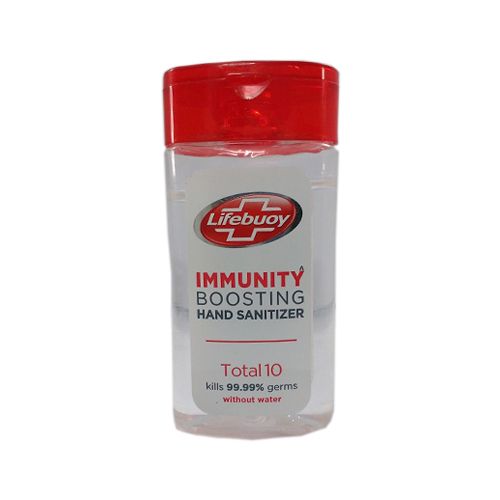 Lifebuoy
IMMUNITY^
BOOSTING
HAND SANITIZER
Total 10
kills 99.99% germs
without water